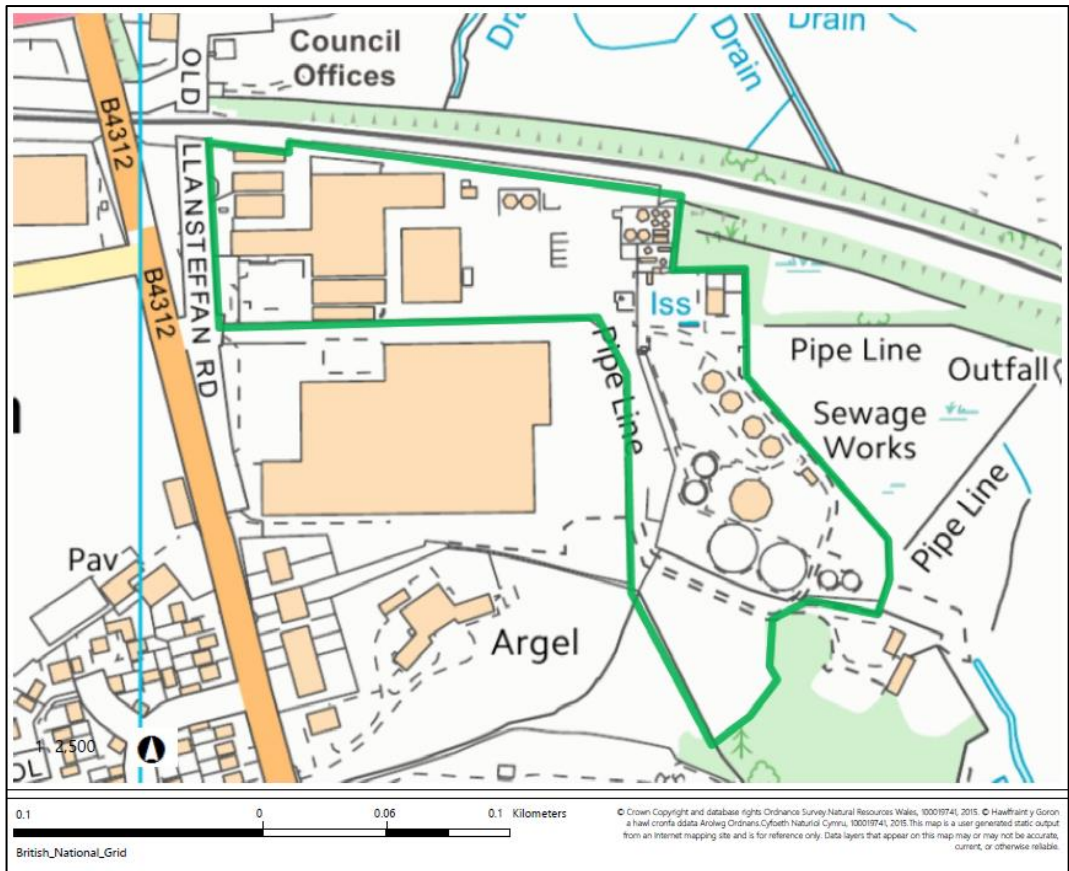 Council
Offices
Drain
Drain
OLD
LLANSTEFFAN RD
B4312
B4312
Iss
Pipe Line
Pipe Line
Outfall
Sewage
Works
Pipe Line
Pav
Argel
1: 2,500
0.1 0 0.06 0.1 Kilometers
British_National_Grid
© Crown Copyright and database rights Ordnance Survey.Natural Resources Wales, 100019741, 2015. © Hawlfraint y Goron
a hawl cronfa ddata Arolwg Ordnans.Cyfoeth Naturiol Cymru, 100019741, 2015.This map is a user generated static output
from an Internet mapping site and is for reference only. Data layers that appear on this map may or may not be accurate,
current, or otherwise reliable.